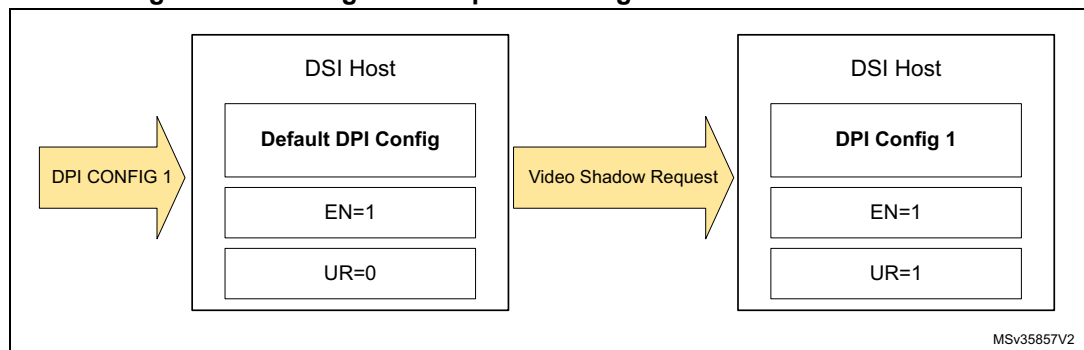 DSI Host
DSI Host
Default DPI Config
DPI Config 1
DPI CONFIG 1
Video Shadow Request
EN=1
EN=1
UR=0
UR=1
MSv35857V2